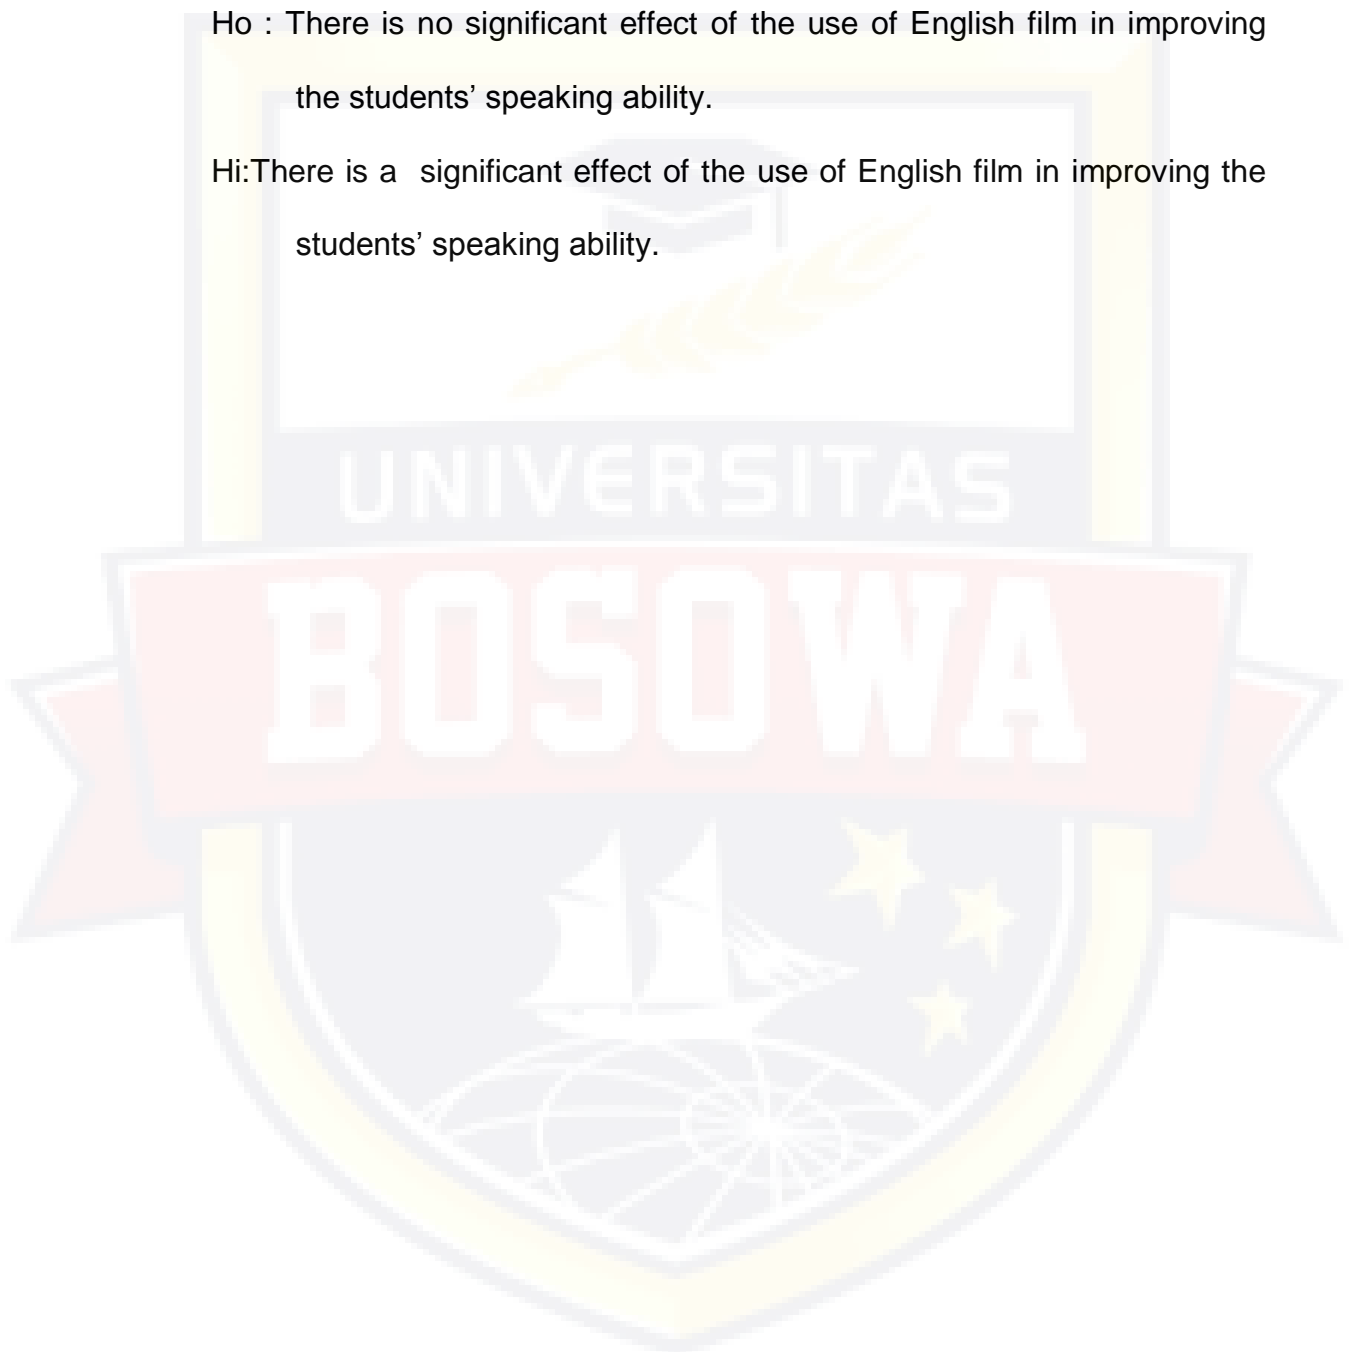 Ho : There is no significant effect of the use of English film in improving
the students’ speaking ability.
Hi:There is a  significant effect of the use of English film in improving the
students’ speaking ability.
UNIVERSITAS
BOSOWA